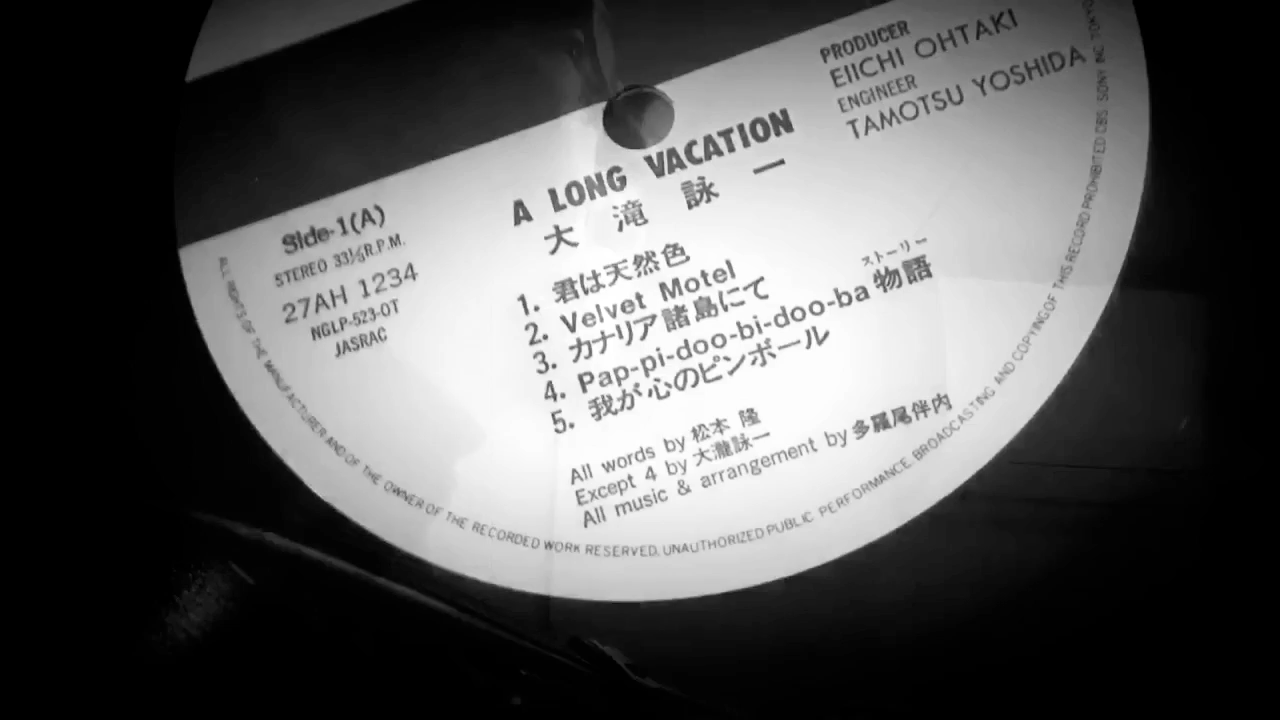 PRODUCER
EIICHI OHTAKI
ENGINEER
TAMOTSU YOSHIDA
A LONG VACATION
大滝詠一
Side-1(A)
STEREO 33⅓R.P.M.
27AH 1234
NGLP-523-OT
JASRAC
1. 君は天然色
2. Velvet Motel
3. カナリア諸島にて
ストーリー
4. Pap-pi-doo-bi-doo-ba 物語
5. 我が心のピンボール
All words by 松本 隆
Except 4 by 大瀧詠一
All music & arrangement by 多羅尾伴内
ALL RIGHTS OF THE MANUFACTURER AND OF THE OWNER OF THE RECORDED WORK RESERVED. UNAUTHORIZED PUBLIC PERFORMANCE. BROADCASTING AND COPYING OF THIS RECORD PROHIBITED CBS SONY INC. TOKYO